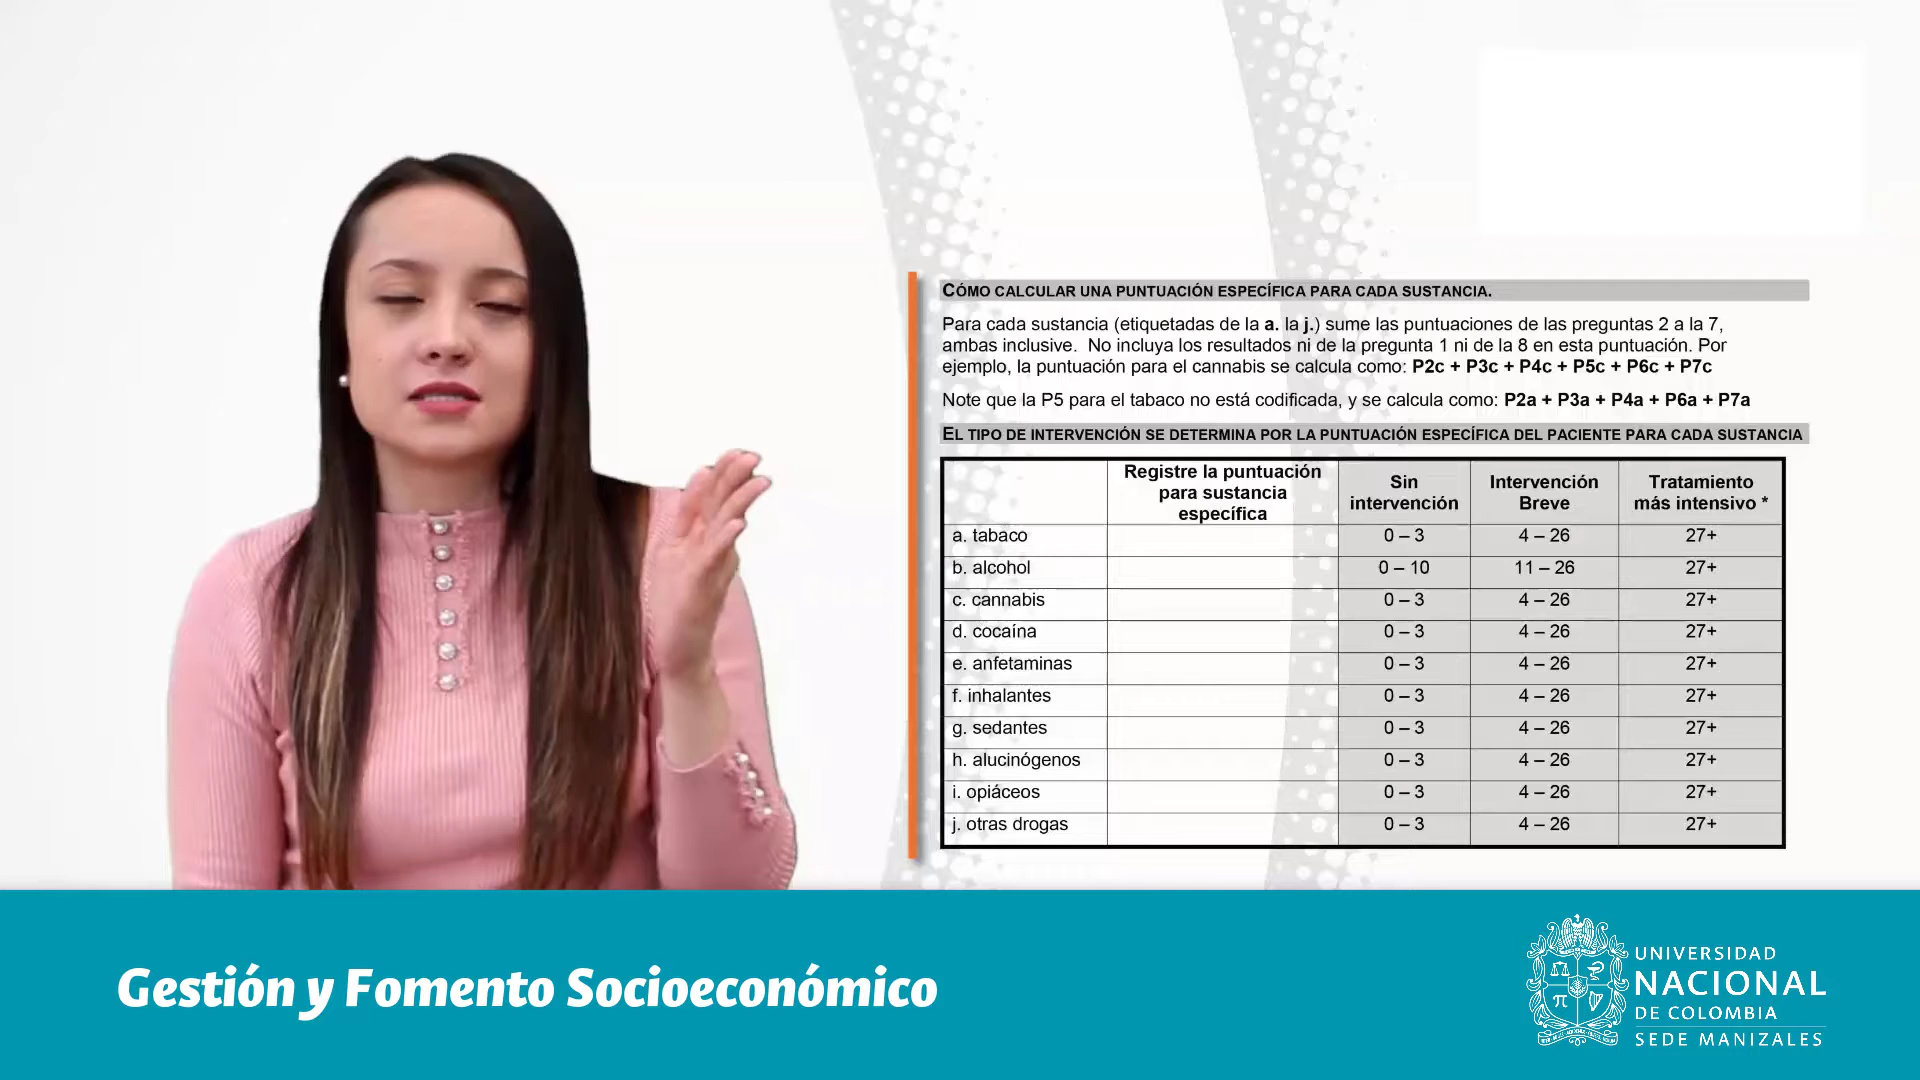 CÓMO CALCULAR UNA PUNTUACIÓN ESPECÍFICA PARA CADA SUSTANCIA.
Para cada sustancia (etiquetadas de la a. la j.) sume las puntuaciones de las preguntas 2 a la 7,
ambas inclusive.  No incluya los resultados ni de la pregunta 1 ni de la 8 en esta puntuación. Por
ejemplo, la puntuación para el cannabis se calcula como: P2c + P3c + P4c + P5c + P6c + P7c
Note que la P5 para el tabaco no está codificada, y se calcula como: P2a + P3a + P4a + P6a + P7a
EL TIPO DE INTERVENCIÓN SE DETERMINA POR LA PUNTUACIÓN ESPECÍFICA DEL PACIENTE PARA CADA SUSTANCIA
Registre la puntuación para sustancia específica Sin intervención Intervención Breve Tratamiento más intensivo *
a. tabaco 0 – 3 4 – 26 27+
b. alcohol 0 – 10 11 – 26 27+
c. cannabis 0 – 3 4 – 26 27+
d. cocaína 0 – 3 4 – 26 27+
e. anfetaminas 0 – 3 4 – 26 27+
f. inhalantes 0 – 3 4 – 26 27+
g. sedantes 0 – 3 4 – 26 27+
h. alucinógenos 0 – 3 4 – 26 27+
i. opiáceos 0 – 3 4 – 26 27+
j. otras drogas 0 – 3 4 – 26 27+
Gestión y Fomento Socioeconómico
UNIVERSIDAD
NACIONAL
DE COLOMBIA
SEDE MANIZALES